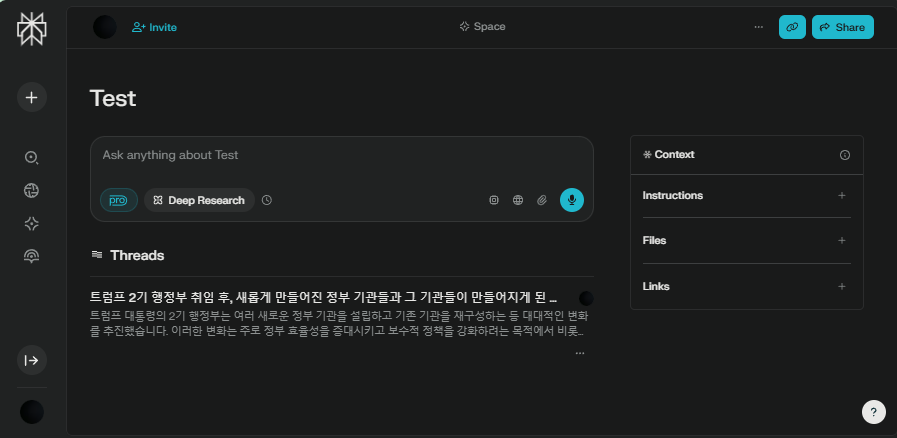 Invite
Space
Share
Test
Ask anything about Test
pro
Deep Research
Threads
트럼프 2기 행정부 취임 후, 새롭게 만들어진 정부 기관들과 그 기관들이 만들어지게 된 ...
트럼프 대통령의 2기 행정부는 여러 새로운 정부 기관을 설립하고 기존 기관을 재구성하는 등 대대적인 변화
를 추진했습니다. 이러한 변화는 주로 정부 효율성을 증대시키고 보수적 정책을 강화하려는 목적에서 비롯...
Context
Instructions
Files
Links
?